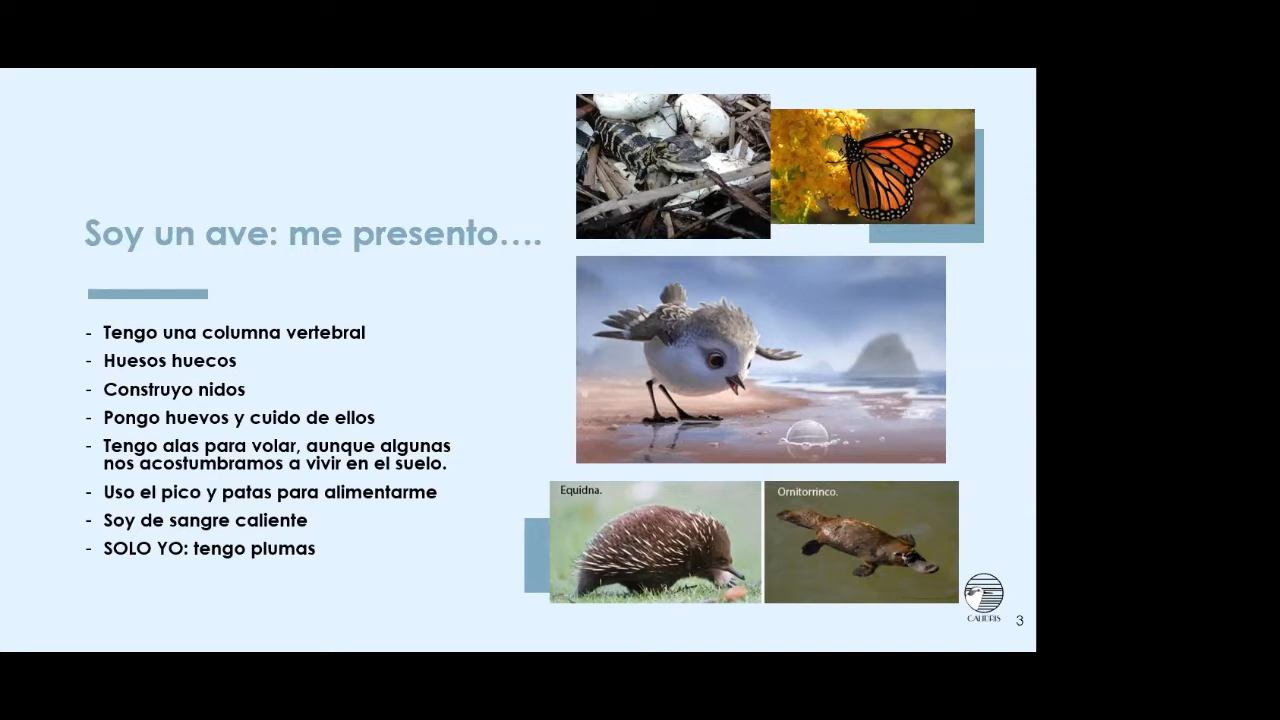 Soy un ave: me presento....
- Tengo una columna vertebral
- Huesos huecos
- Construyo nidos
- Pongo huevos y cuido de ellos
- Tengo alas para volar, aunque algunas
nos acostumbramos a vivir en el suelo.
- Uso el pico y patas para alimentarme
- Soy de sangre caliente
- SOLO YO: tengo plumas
Equidna.
Ornitorrinco.
CALIDRIS
3